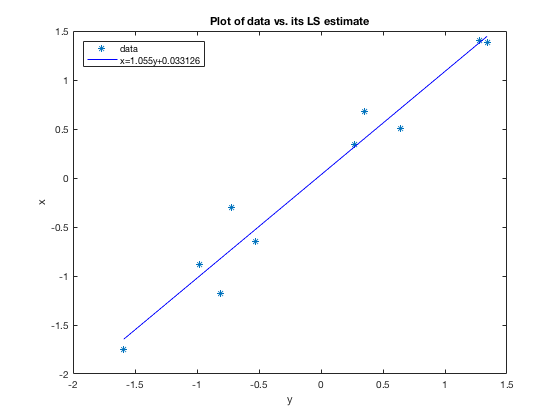 Plot of data vs. its LS estimate
data
x=1.055y+0.033126
1.5
1
0.5
0
-0.5
-1
-1.5
-2
x
-2 -1.5 -1 -0.5 0 0.5 1 1.5
y